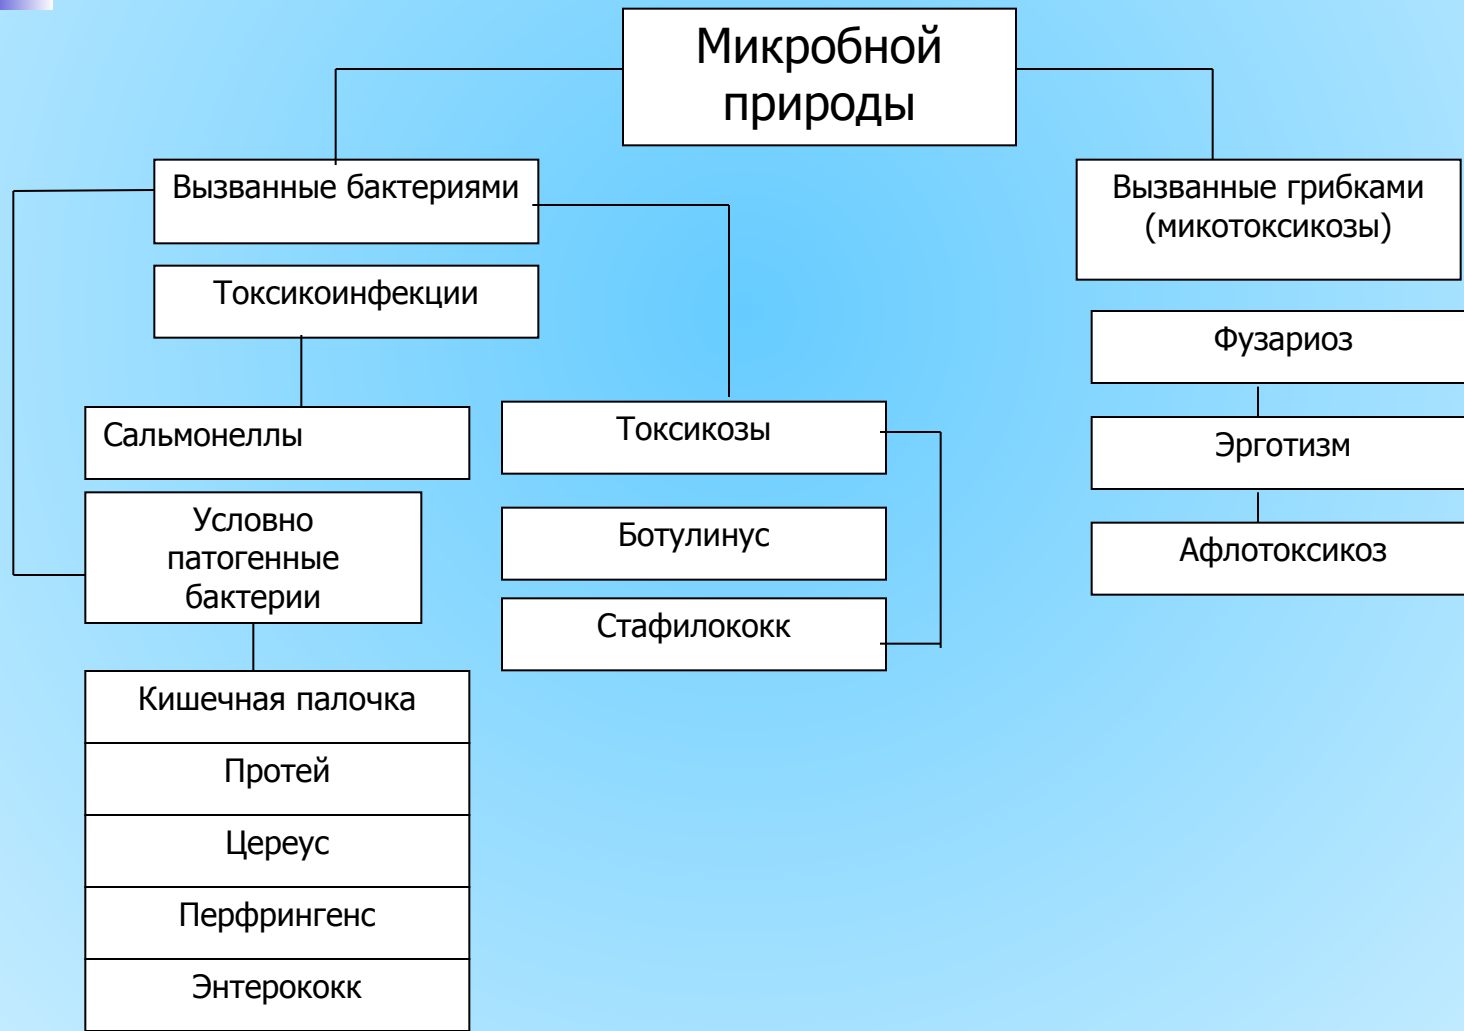 Микробной
природы
Вызванные бактериями
Вызванные грибками
(микотоксикозы)
Токсикоинфекции
Фузариоз
Сальмонеллы
Токсикозы
Эрготизм
Условно
патогенные
бактерии
Ботулинус
Афлотоксикоз
Стафилококк
Кишечная палочка
Протей
Цереус
Перфрингенс
Энтерококк